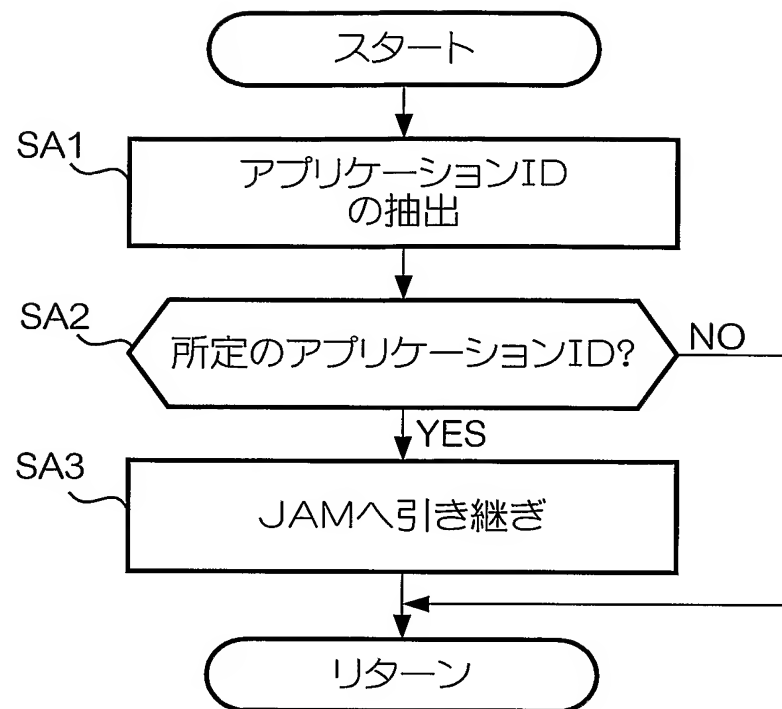 スタート
SA1
アプリケーションID
の抽出
SA2
所定のアプリケーションID?
NO
YES
SA3
JAMへ引き継ぎ
リターン